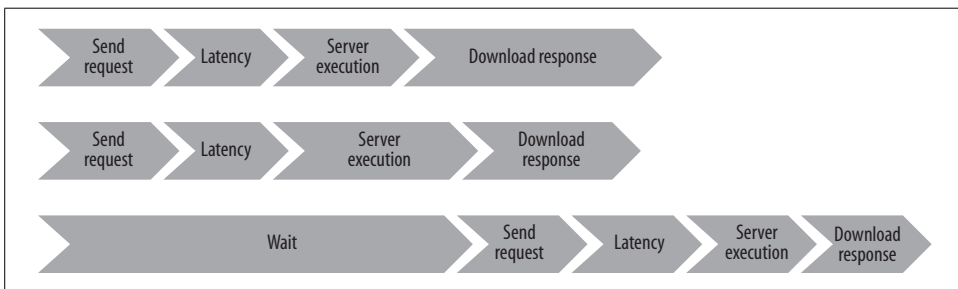 Send
request
Latency
Server
execution
Download response
Send
request
Latency
Server
execution
Download
response
Wait
Send
request
Latency
Server
execution
Download
response